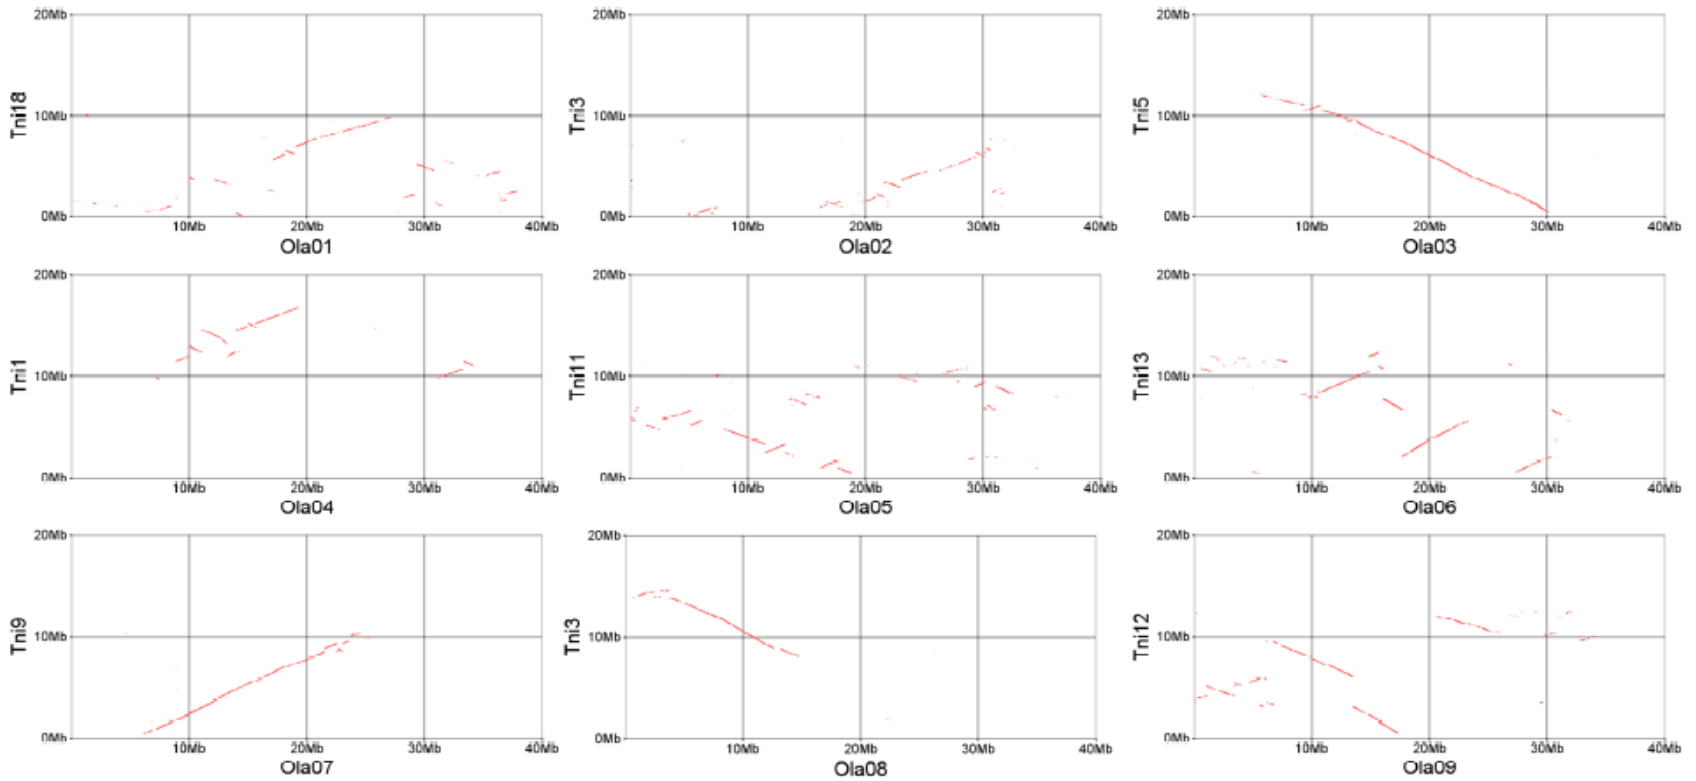 20Mb 20Mb 20Mb
Tni18 Tni3 Tni5
10Mb 10Mb 10Mb
0Mb 0Mb 0Mb
10Mb 20Mb 30Mb 40Mb 10Mb 20Mb 30Mb 40Mb 10Mb 20Mb 30Mb 40Mb
Ola01 Ola02 Ola03
20Mb 20Mb 20Mb
Tni1 Tni11 Tni13
10Mb 10Mb 10Mb
0Mb 0Mb 0Mb
10Mb 20Mb 30Mb 40Mb 10Mb 20Mb 30Mb 40Mb 10Mb 20Mb 30Mb 40Mb
Ola04 Ola05 Ola06
20Mb 20Mb 20Mb
Tni9 Tni3 Tni12
10Mb 10Mb 10Mb
0Mb 0Mb 0Mb
10Mb 20Mb 30Mb 40Mb 10Mb 20Mb 30Mb 40Mb 10Mb 20Mb 30Mb 40Mb
Ola07 Ola08 Ola09